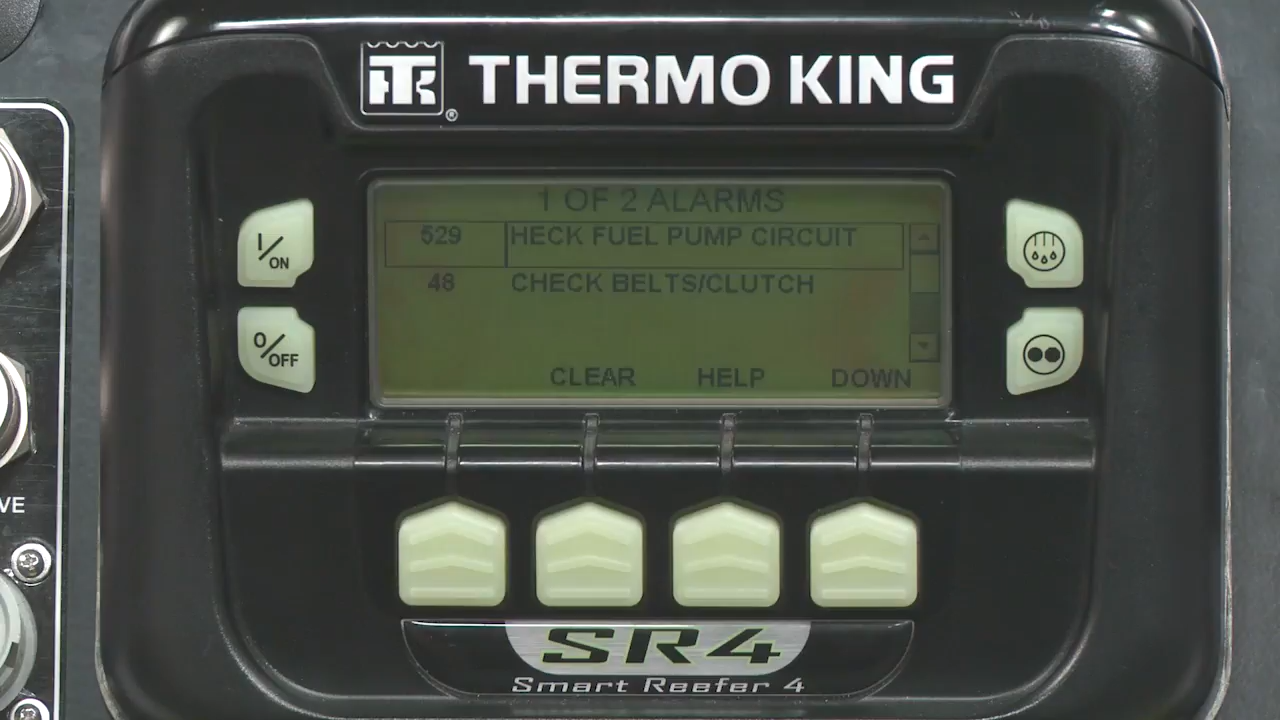 THERMO KING
®
1 OF 2 ALARMS
529 HECK FUEL PUMP CIRCUIT
48 CHECK BELTS/CLUTCH
CLEAR HELP DOWN
I/ON
O/OFF
VE
SR4
Smart Reefer 4